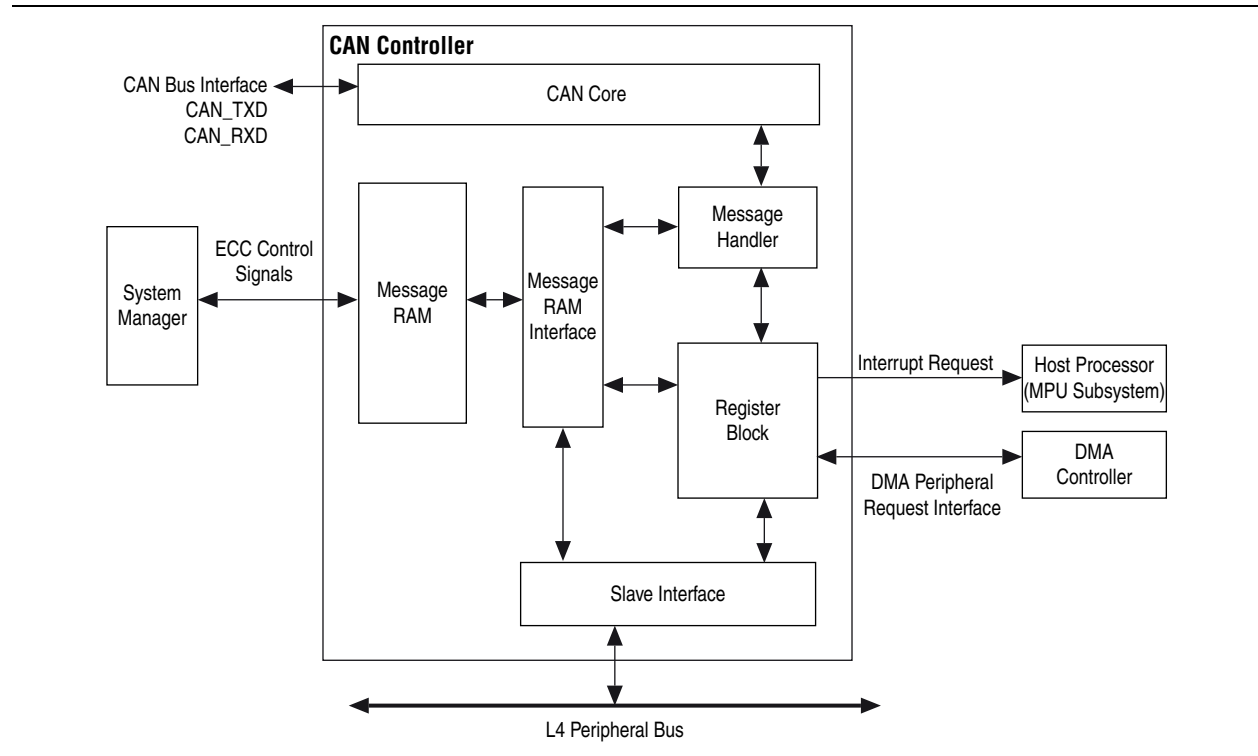 CAN Controller
CAN Bus Interface
CAN_TXD
CAN_RXD
CAN Core
System
Manager
ECC Control
Signals
Message
RAM
Message
RAM
Interface
Message
Handler
Register
Block
Interrupt Request
Host Processor
(MPU Subsystem)
DMA Peripheral
Request Interface
DMA
Controller
Slave Interface
L4 Peripheral Bus